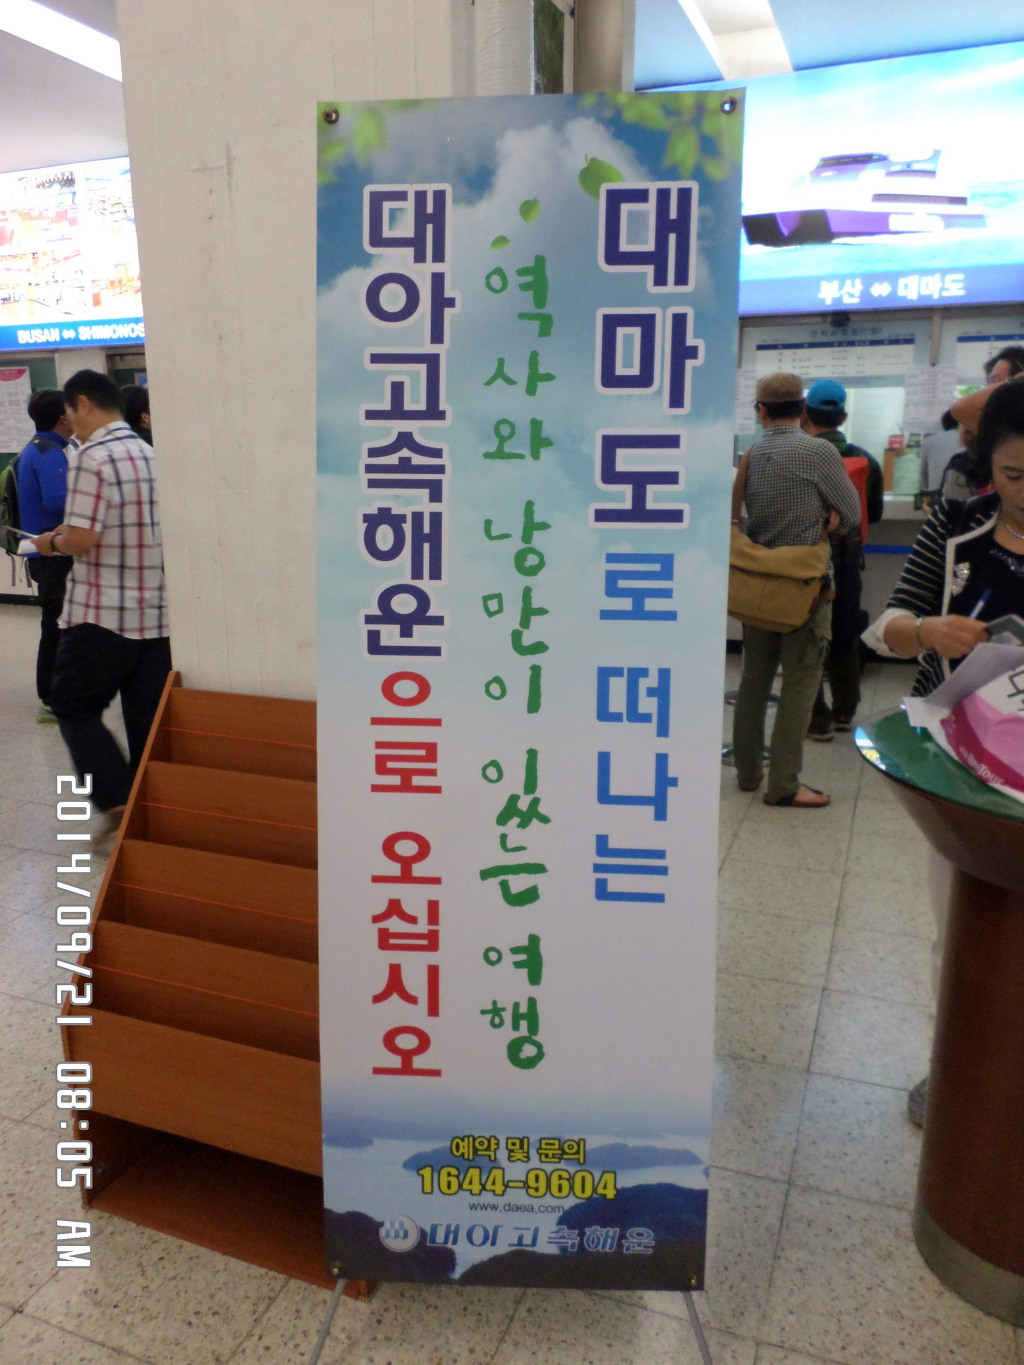 대마도로 떠나는
역사와 낭만이 있는 여행
대아고속해운으로 오십시오
예약 및 문의
1644-9604
www.daea.com
대아고속해운
부산 ⇔ 대마도
BUSAN ⇔ SHIMONOS
2014/09/21 08:05 AM